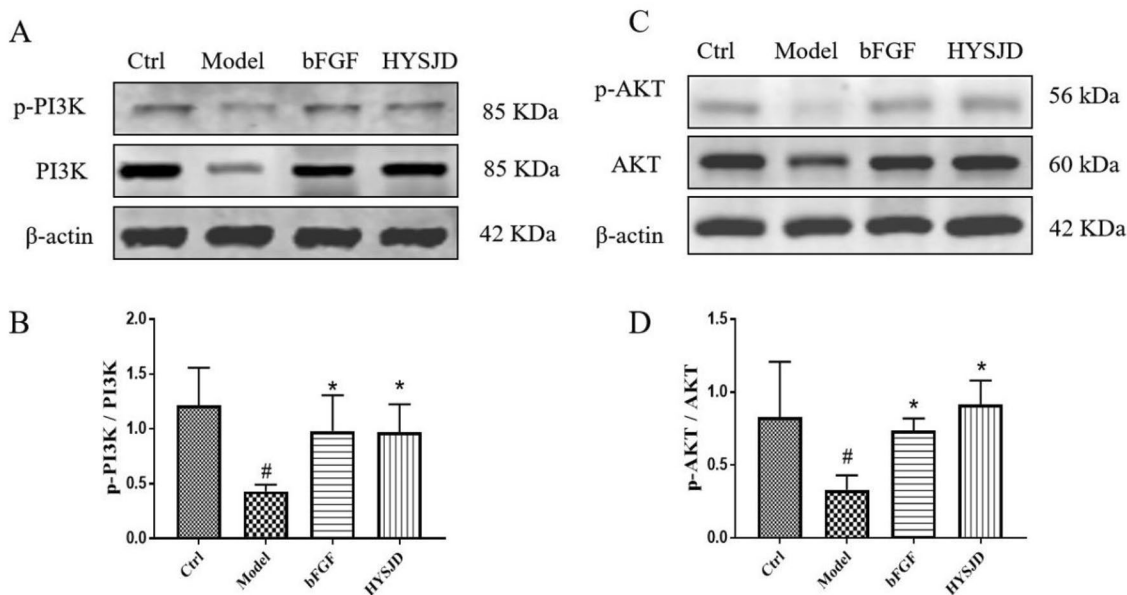 A
Ctrl Model bFGF HYSJD
p-PI3K 85 KDa
PI3K 85 KDa
β-actin 42 KDa
C
Ctrl Model bFGF HYSJD
p-AKT 56 kDa
AKT 60 kDa
β-actin 42 KDa
B
p-PI3K / PI3K
2.0
1.5
1.0
0.5
0.0
* *
#
Ctrl Model bFGF HYSJD
D
p-AKT / AKT
1.5
1.0
0.5
0.0
*
*
#
Ctrl Model bFGF HYSJD